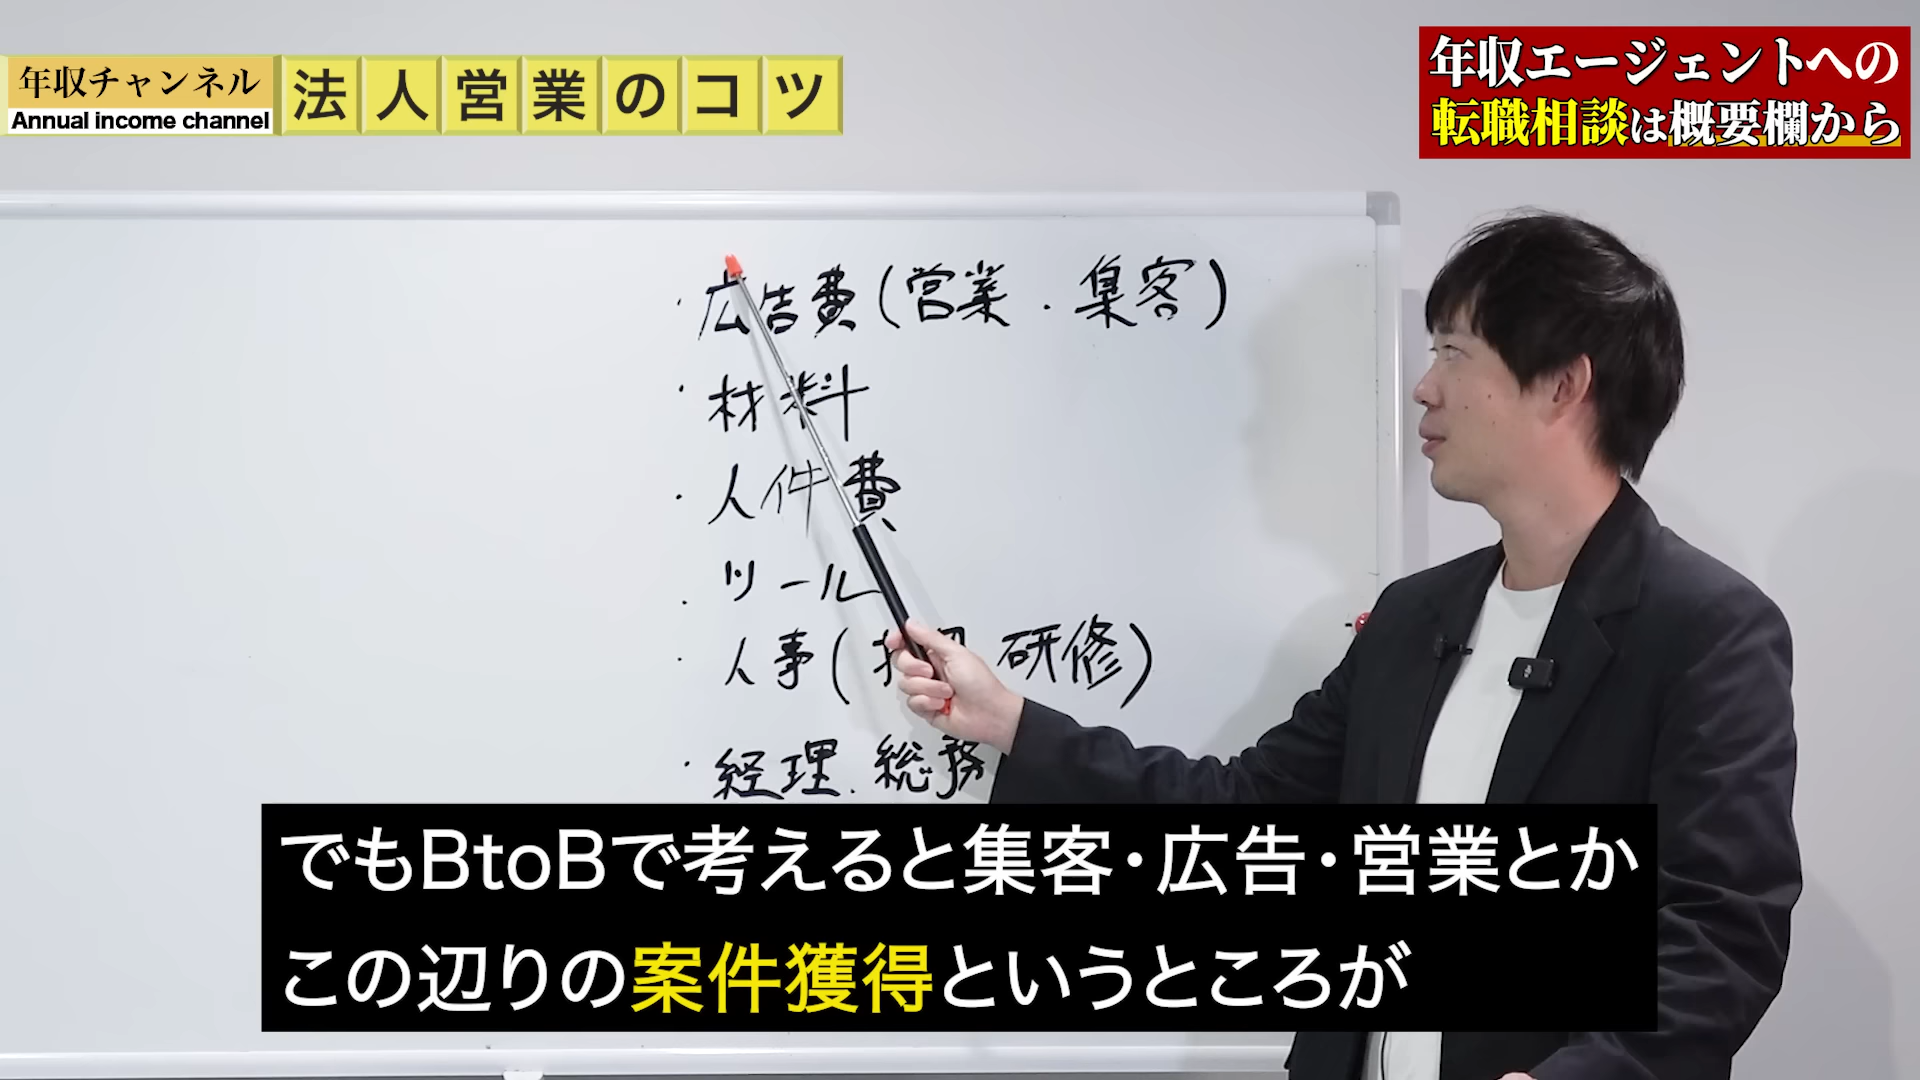 年収チャンネル
Annual income channel
法人営業のコツ
年収エージェントへの
転職相談は概要欄から
・広告費(営業・集客)
・材料
・人件費
・ツール
・人事( 研修)
・経理.総務
でもBtoBで考えると集客・広告・営業とか
この辺りの案件獲得というところが